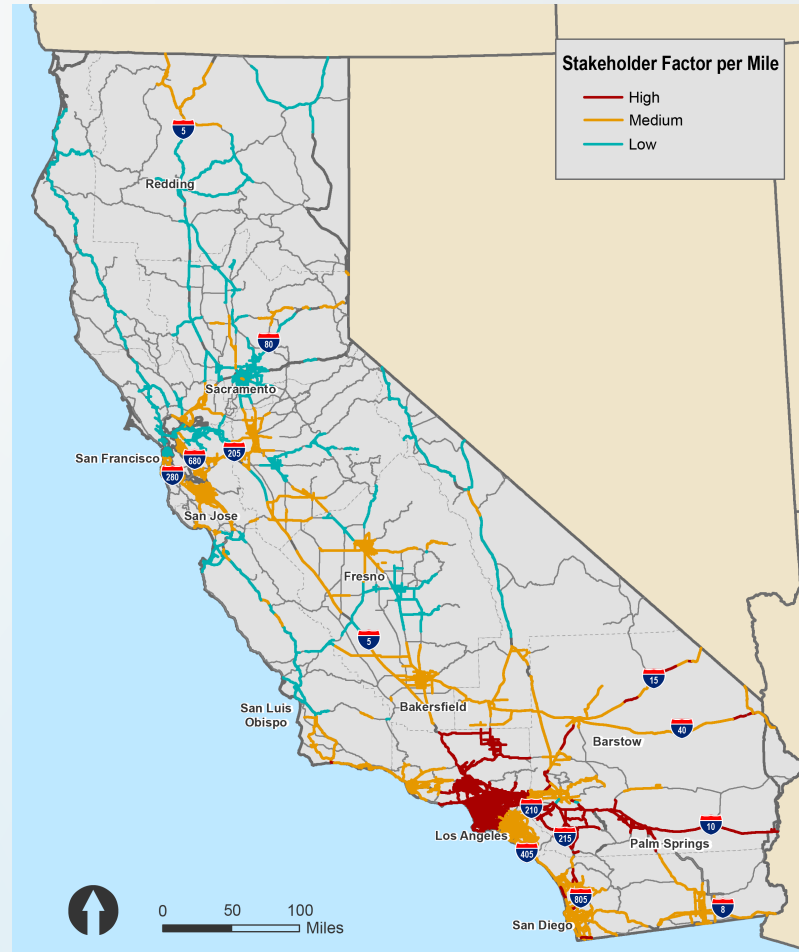 Stakeholder Factor per Mile
High
Medium
Low
5
Redding
80
Sacramento
San Francisco
680
205
280
San Jose
Fresno
5
15
San Luis
Obispo
Bakersfield
40
Barstow
210
10
Los Angeles
215
Palm Springs
405
805
8
San Diego
0 50 100
Miles